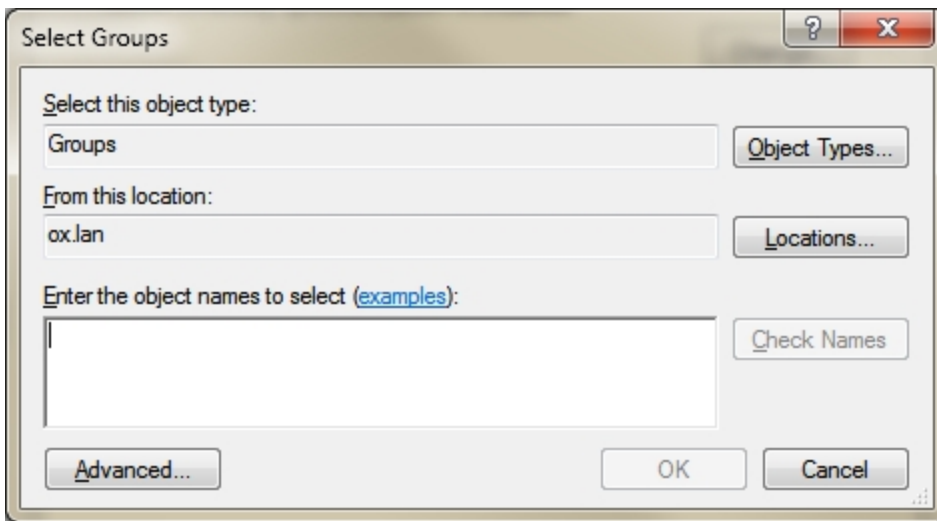 Select Groups
?
X
Select this object type:
Groups
Object Types...
From this location:
ox.lan
Locations...
Enter the object names to select (examples):
Check Names
Advanced...
OK
Cancel